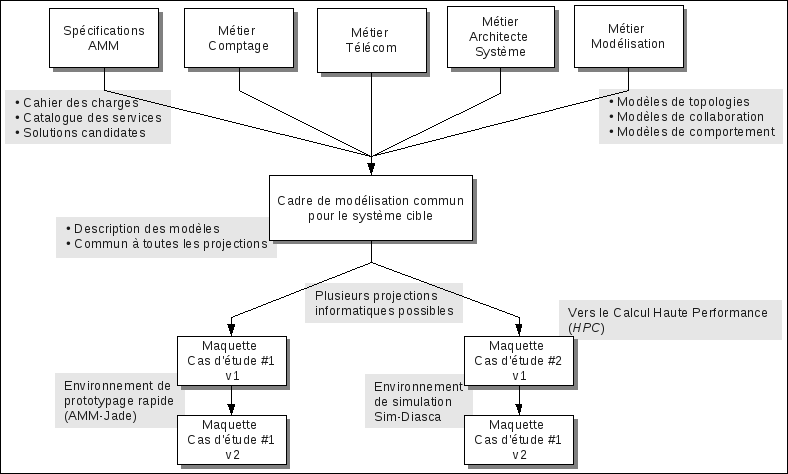 Spécifications
AMM
Métier
Comptage
Métier
Télécom
Métier
Architecte
Système
Métier
Modélisation
• Cahier des charges
• Catalogue des services
• Solutions candidates
• Modèles de topologies
• Modèles de collaboration
• Modèles de comportement
Cadre de modélisation commun
pour le système cible
• Description des modèles
• Commun à toutes les projections
Plusieurs projections
informatiques possibles
Vers le Calcul Haute Performance
(HPC)
Maquette
Cas d'étude #1
v1
Maquette
Cas d'étude #2
v1
Environnement de
prototypage rapide
(AMM-Jade)
Environnement
de simulation
Sim-Diasca
Maquette
Cas d'étude #1
v2
Maquette
Cas d'étude #1
v2